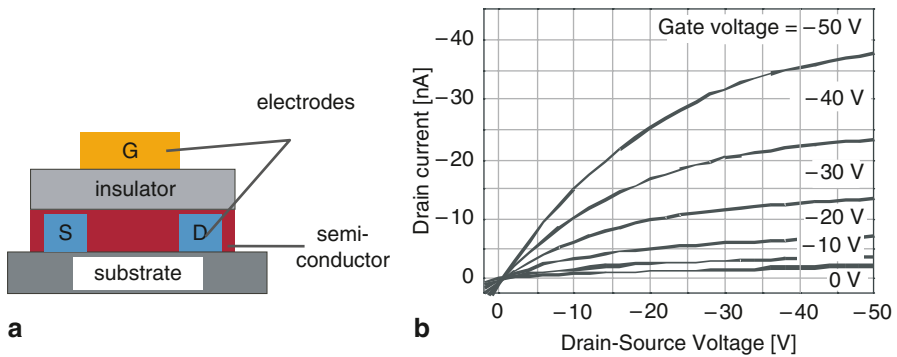 electrodes
G
insulator
S
D
semi-
conductor
substrate
a
Drain current [nA]
−40
−30
−20
−10
0
Gate voltage = −50 V
−40 V
−30 V
−20 V
−10 V
0 V
0
−10
−20
−30
−40
−50
Drain-Source Voltage [V]
b